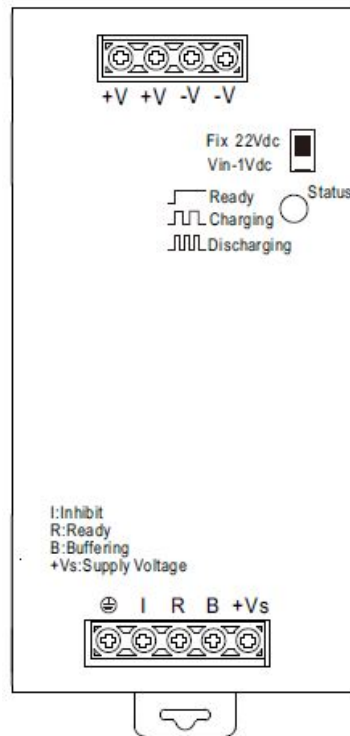 +V +V -V -V
Fix 22Vdc
Vin-1Vdc
Status
Ready
Charging
Discharging
I:Inhibit
R:Ready
B:Buffering
+Vs:Supply Voltage
I R B +Vs